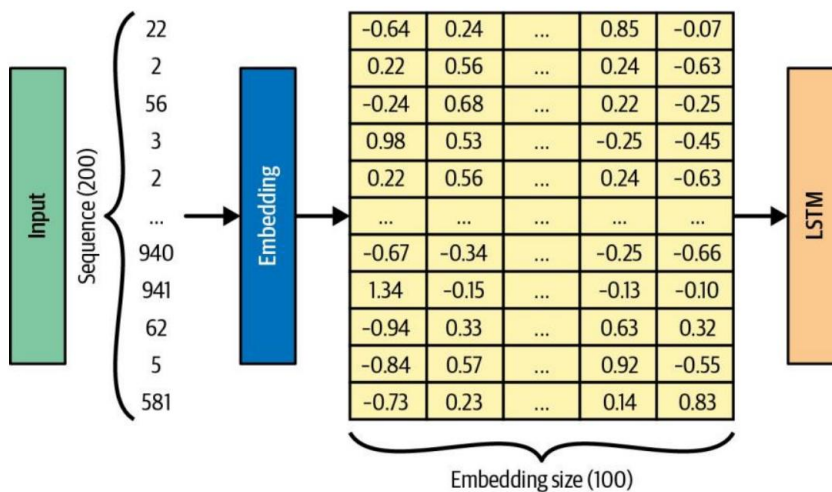 Input
Sequence (200)
22
2
56
3
2
...
940
941
62
5
581
Embedding
-0.64 0.24 ... 0.85 -0.07
0.22 0.56 ... 0.24 -0.63
-0.24 0.68 ... 0.22 -0.25
0.98 0.53 ... -0.25 -0.45
0.22 0.56 ... 0.24 -0.63
... ... ... ... ...
-0.67 -0.34 ... -0.25 -0.66
1.34 -0.15 ... -0.13 -0.10
-0.94 0.33 ... 0.63 0.32
-0.84 0.57 ... 0.92 -0.55
-0.73 0.23 ... 0.14 0.83
Embedding size (100)
LSTM